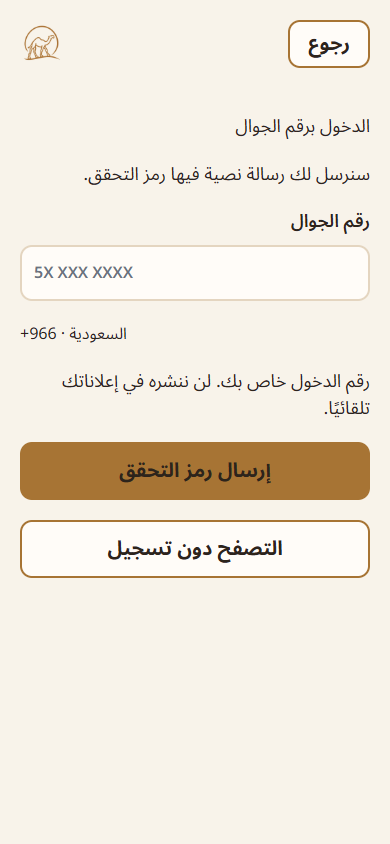 رجوع
الدخول برقم الجوال
سنرسل لك رسالة نصية فيها رمز التحقق.
رقم الجوال
5X XXX XXXX
السعودية · 966+
رقم الدخول خاص بك. لن ننشره في إعلاناتك
تلقائيًا.
إرسال رمز التحقق
التصفح دون تسجيل